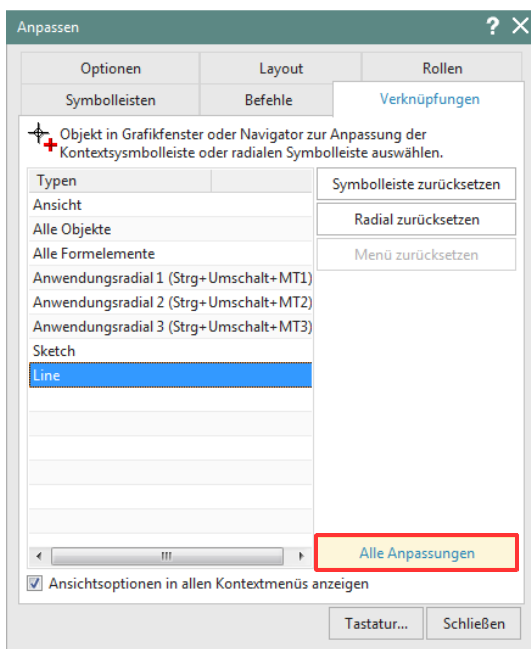 Anpassen
Optionen Layout Rollen
Symbolleisten Befehle Verknüpfungen
Objekt in Grafikfenster oder Navigator zur Anpassung der
Kontextsysmbolleiste oder radialen Symbolleiste auswählen.
Typen
Ansicht
Alle Objekte
Alle Formelemente
Anwendungsradial 1 (Strg+Umschalt+MT1)
Anwendungsradial 2 (Strg+Umschalt+MT2)
Anwendungsradial 3 (Strg+Umschalt+MT3)
Sketch
Line
Symbolleiste zurücksetzen
Radial zurücksetzen
Menü zurücksetzen
Alle Anpassungen
Ansichtsoptionen in allen Kontextmenüs anzeigen
Tastatur... Schließen